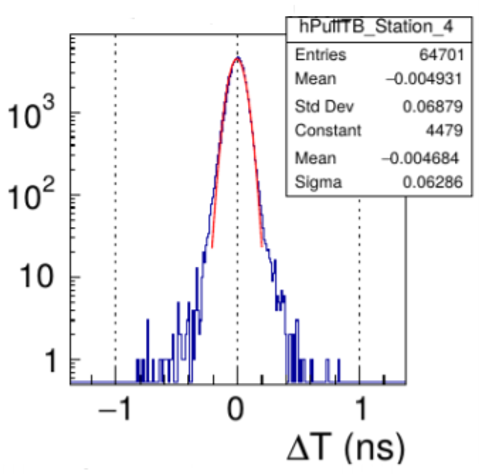 hPullTB_Station_4
Entries 64701
Mean −0.004931
Std Dev 0.06879
Constant 4479
Mean −0.004684
Sigma 0.06286
10³
10²
10
1
−1 0 1
ΔT (ns)